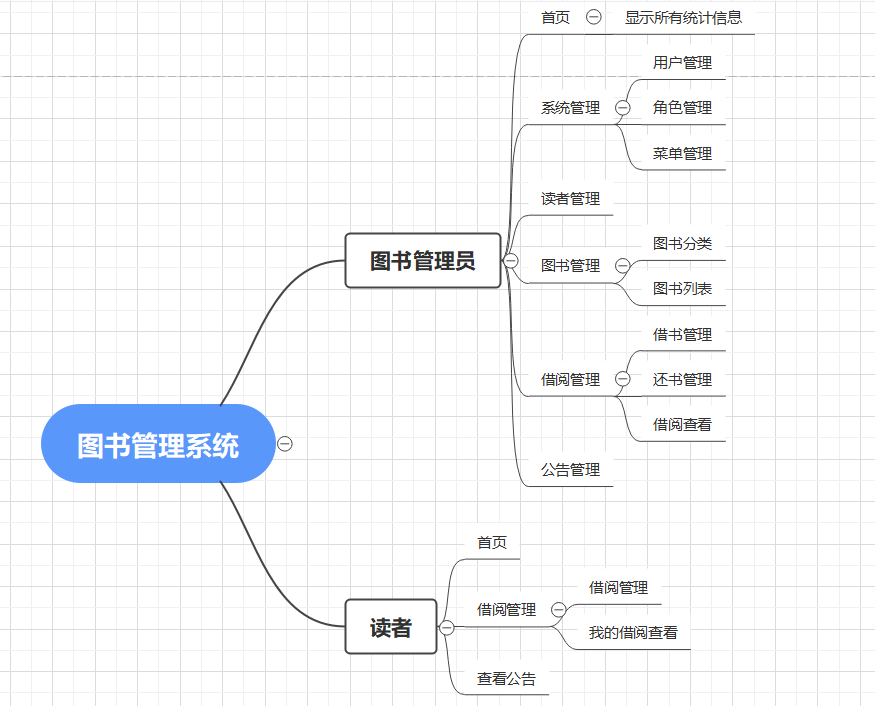 首页
显示所有统计信息
用户管理
系统管理
角色管理
菜单管理
读者管理
图书管理员
图书管理
图书分类
图书列表
借书管理
借阅管理
还书管理
借阅查看
公告管理
图书管理系统
首页
借阅管理
借阅管理
读者
我的借阅查看
查看公告